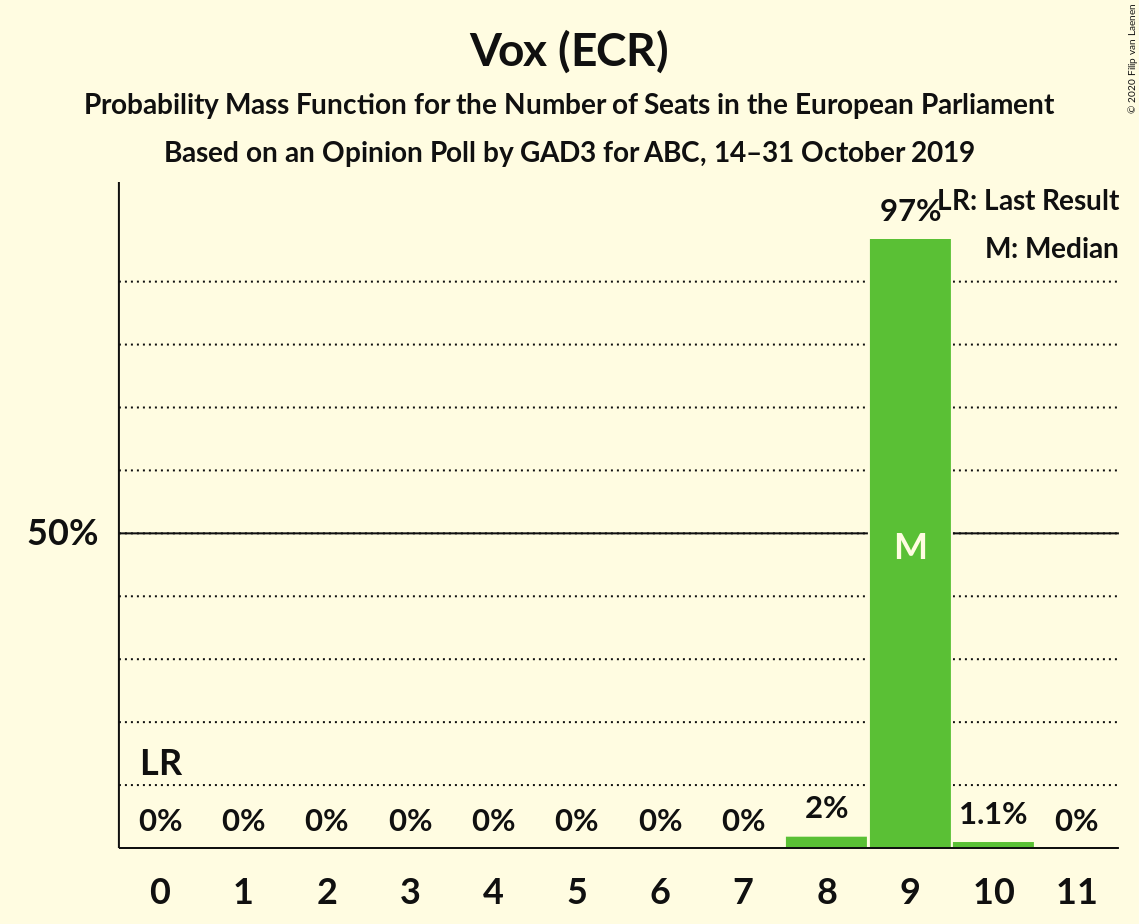 Vox (ECR)
Probability Mass Function for the Number of Seats in the European Parliament
Based on an Opinion Poll by GAD3 for ABC, 14–31 October 2019
© 2020 Filip van Laenen
LR: Last Result
M: Median
97%
50%
M
LR
0% 0% 0% 0% 0% 0% 0% 0% 2% 1.1% 0%
0 1 2 3 4 5 6 7 8 9 10 11